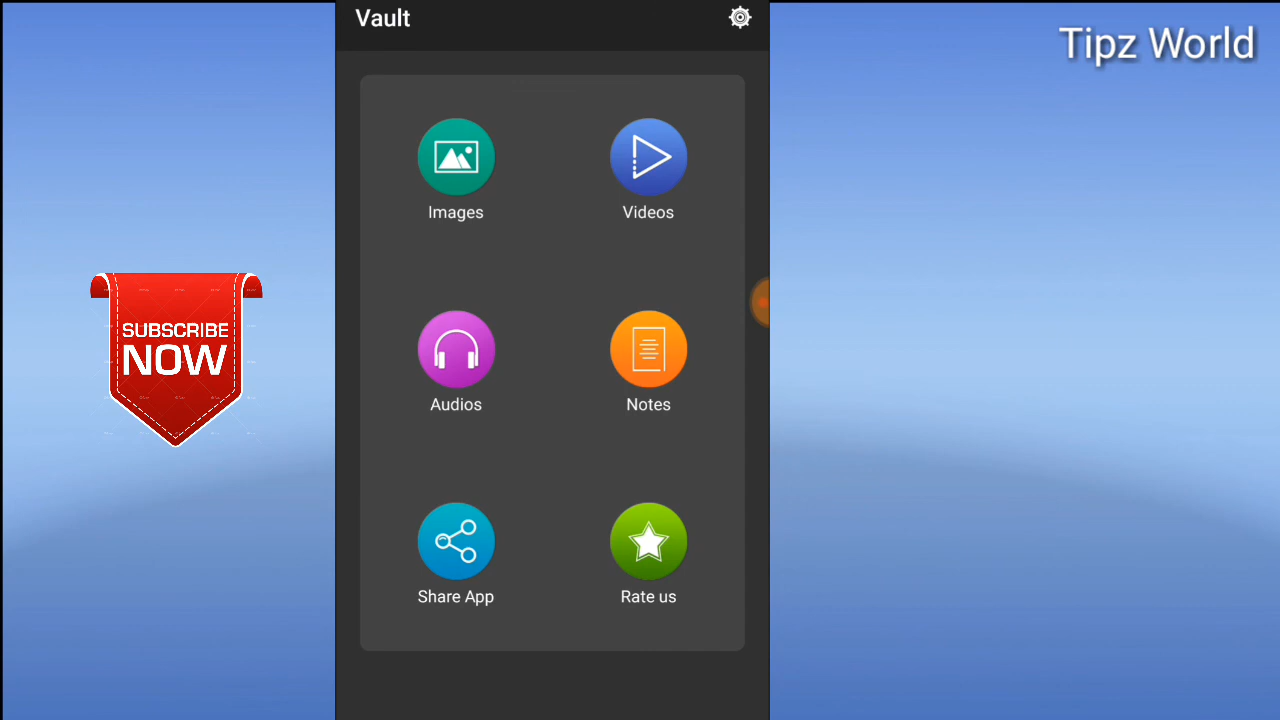 Vault
Tipz World
Images
Videos
SUBSCRIBE
NOW
Audios
Notes
Share App
Rate us